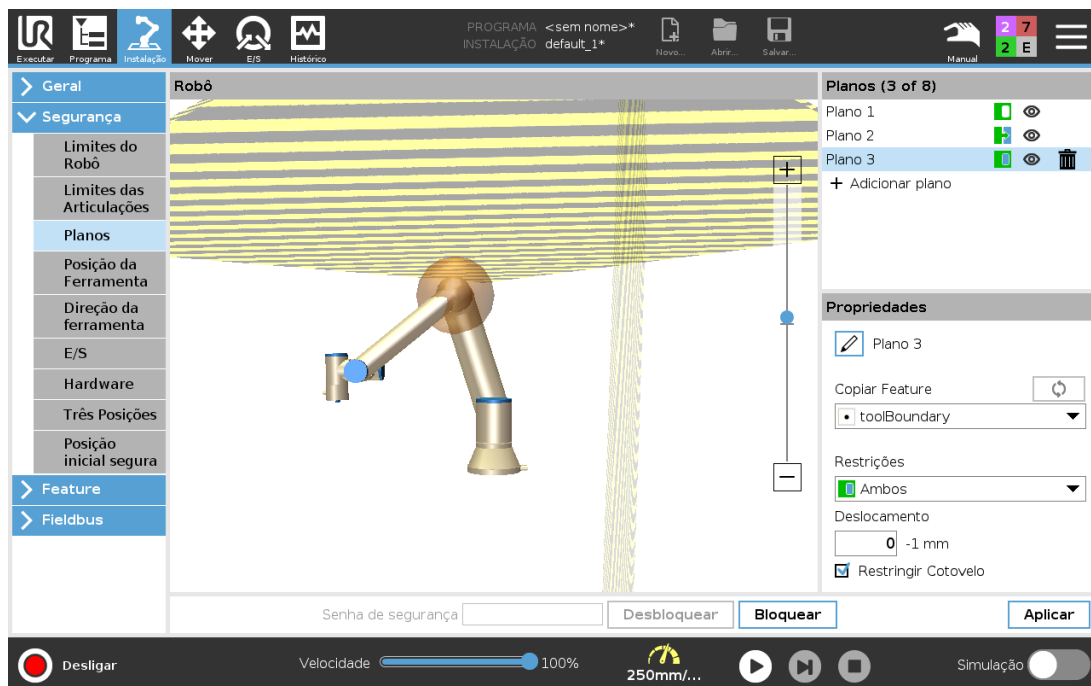 PROGRAMA <sem nome>*
INSTALAÇÃO default_1*
Executar
Programa
Instalação
Mover
E/S
Histórico
Novo...
Abrir...
Salvar...
Manual
2 7
2 E
Geral
Segurança
Limites do
Robô
Limites das
Articulações
Planos
Posição da
Ferramenta
Direção da
ferramenta
E/S
Hardware
Três Posições
Posição
inicial segura
Feature
Fieldbus
Robô
Planos (3 of 8)
Plano 1
Plano 2
Plano 3
+ Adicionar plano
Propriedades
Plano 3
Copiar Feature
toolBoundary
Restrições
Ambos
Deslocamento
0 -1 mm
Restringir Cotovelo
Senha de segurança
Desbloquear
Bloquear
Aplicar
Desligar
Velocidade
100%
250mm/...
Simulação